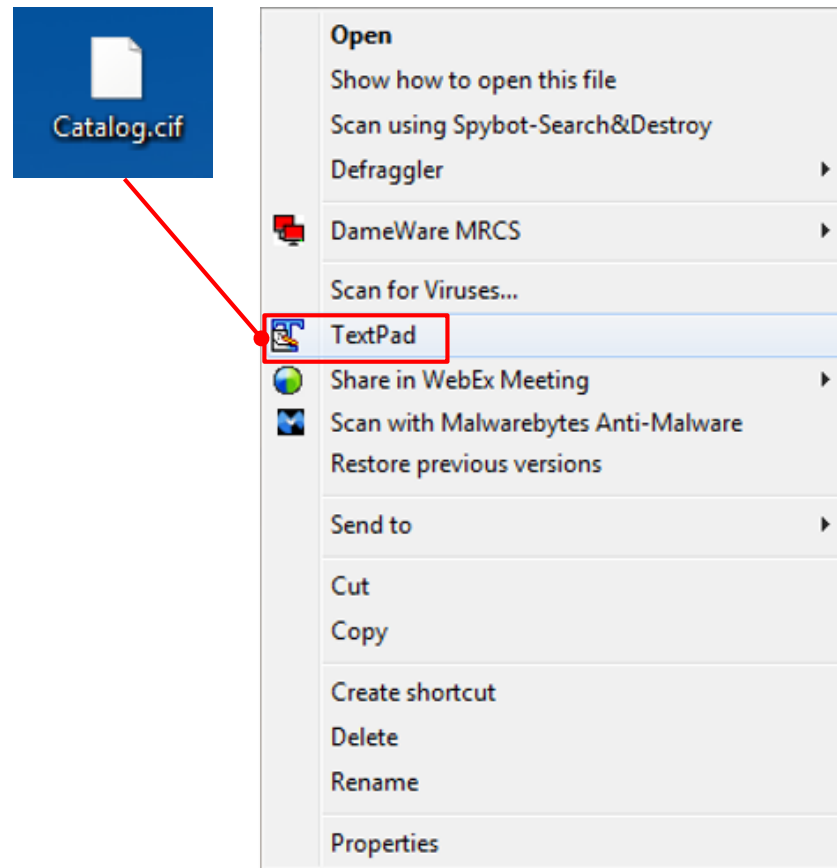 Catalog.cif
Open
Show how to open this file
Scan using Spybot-Search&Destroy
Defraggler
DameWare MRCS
Scan for Viruses...
TextPad
Share in WebEx Meeting
Scan with Malwarebytes Anti-Malware
Restore previous versions
Send to
Cut
Copy
Create shortcut
Delete
Rename
Properties